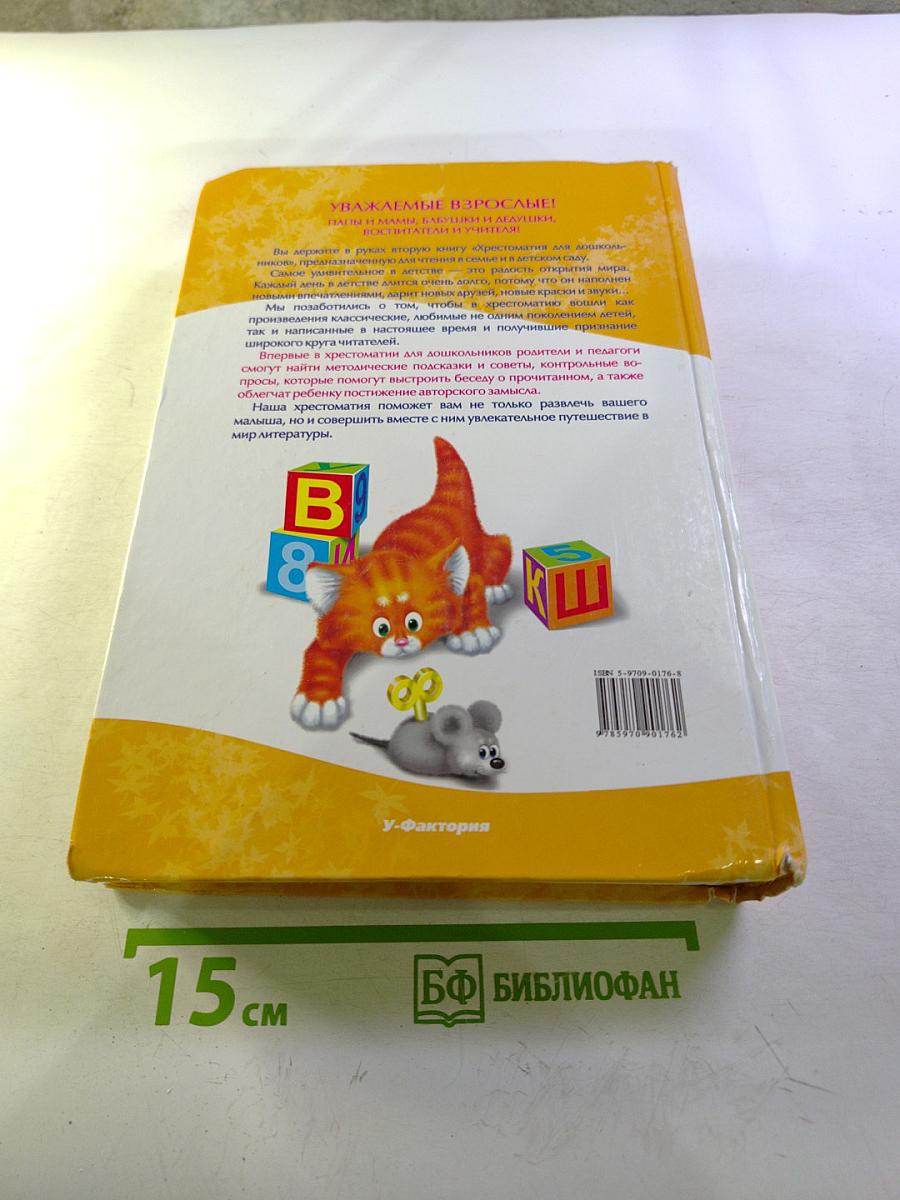 УВАЖАЕМЫЕ ВЗРОСЛЫЕ!
ПАПЫ И МАМЫ, БАБУШКИ И ДЕДУШКИ,
ВОСПИТАТЕЛИ И УЧИТЕЛЯ!
Вы держите в руках вторую книгу «Хрестоматия для дошколь-
ников», предназначенную для чтения в семье и в детском саду.
Самое удивительное в детстве — это радость открытия мира.
Каждый день в детстве длится очень долго, потому что он наполнен
новыми впечатлениями, дарит новых друзей, новые краски и звуки...
Мы позаботились о том, чтобы в хрестоматию вошли как
произведения классические, любимые не одним поколением детей,
так и написанные в настоящее время и получившие признание
широкого круга читателей.
Впервые в хрестоматии для дошкольников родители и педагоги
смогут найти методические подсказки и советы, контрольные во-
просы, которые помогут выстроить беседу о прочитанном, а также
облегчат ребенку постижение авторского замысла.
Наша хрестоматия поможет вам не только развлечь вашего
малыша, но и совершить вместе с ним увлекательное путешествие в
мир литературы.
В 9
8 И
5
К Ш
ISBN 5-9709-0176-8
9 785970 901762
У-Фактория
15 см
БФ БИБЛИОФАН